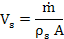 Vₛ = ṁ / (ρₛ A)